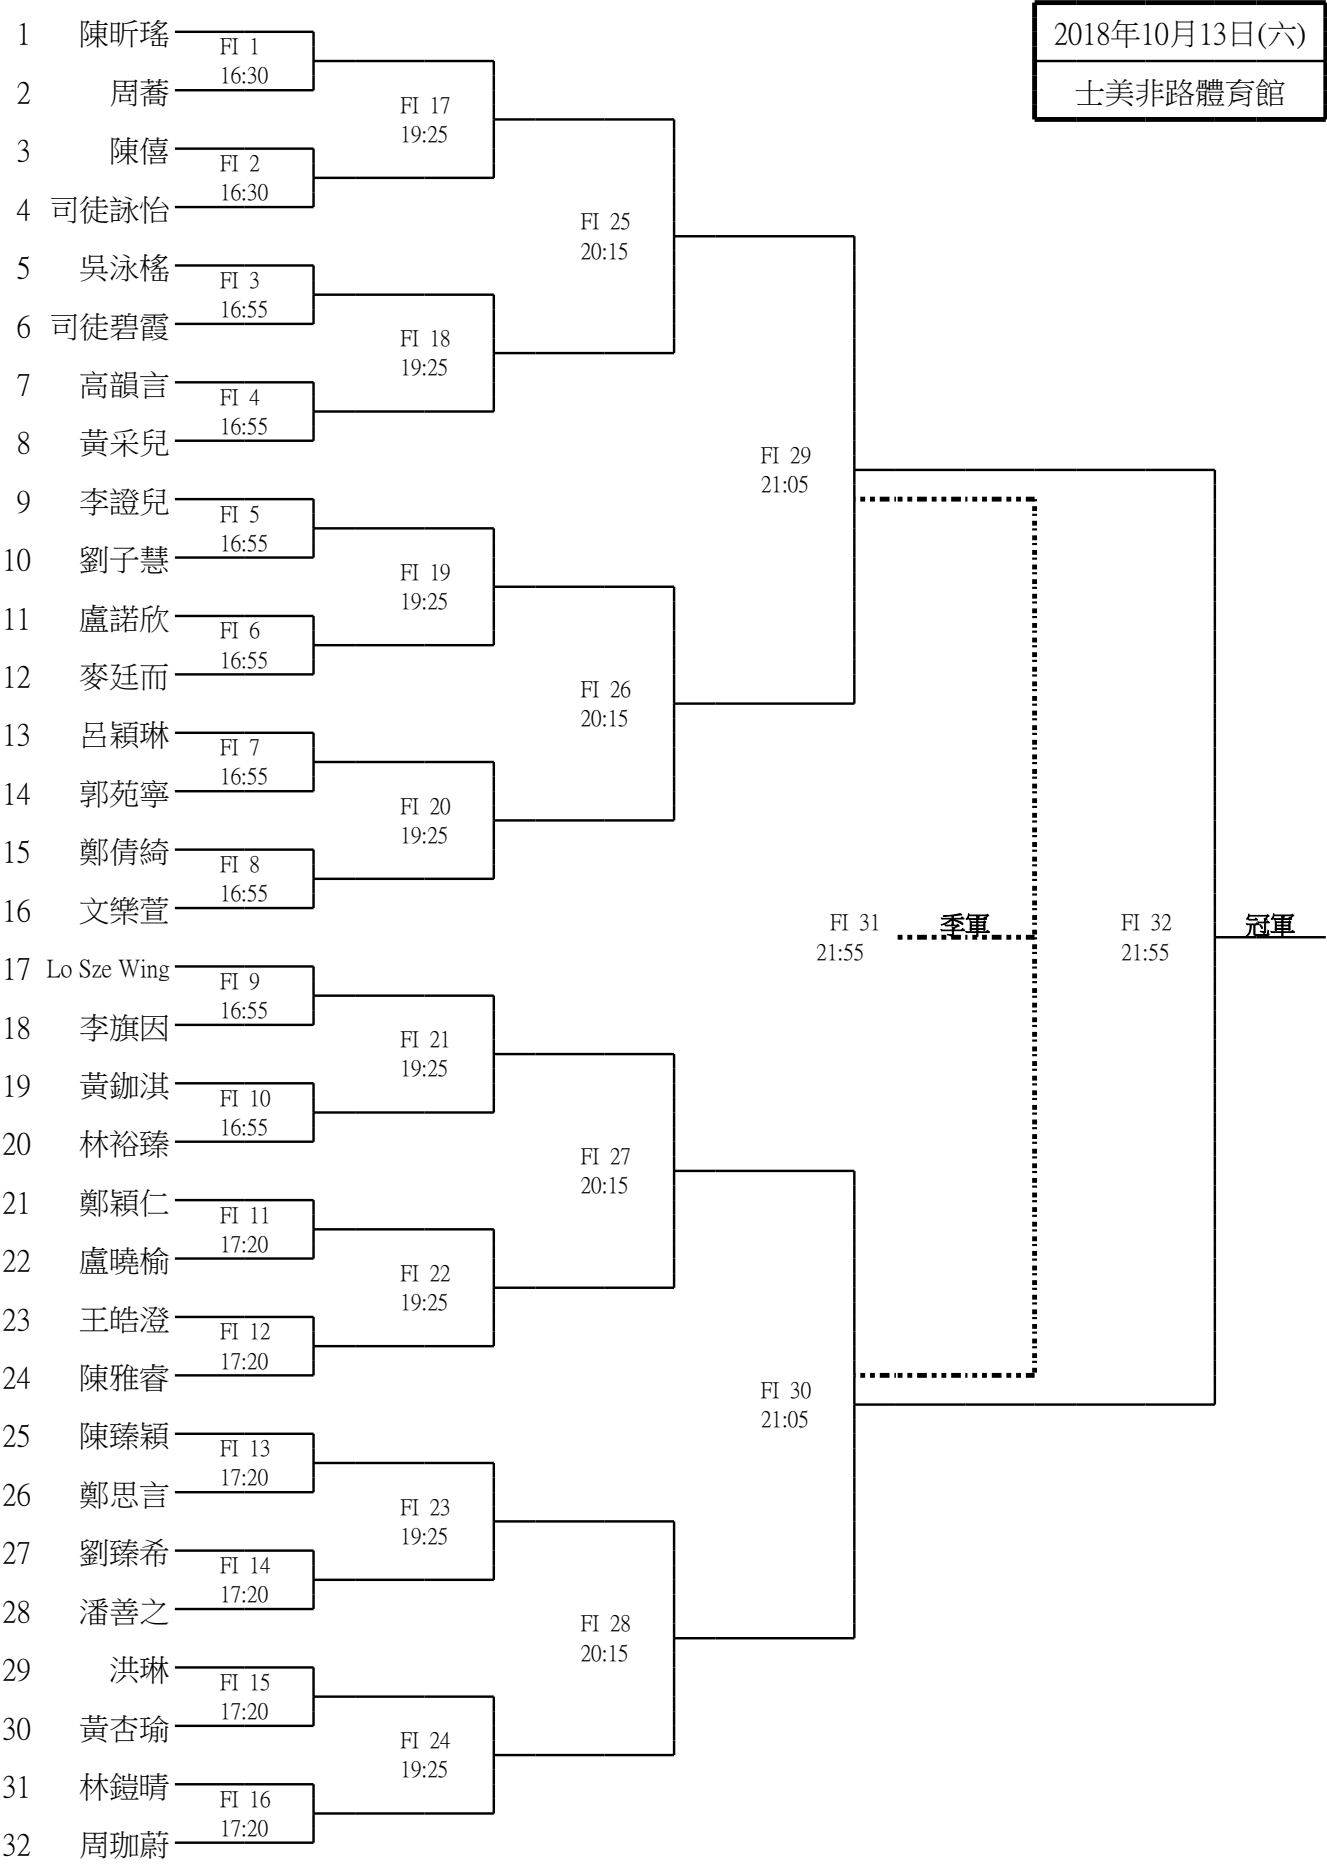 2018年10月13日(六)
士美非路體育館
1 陳昕瑤
FI 1
16:30
2 周蕎
FI 17
19:25
3 陳僖
FI 2
16:30
4 司徒詠怡
FI 25
20:15
5 吳泳榣
FI 3
16:55
6 司徒碧霞
FI 18
19:25
7 高韻言
FI 4
16:55
8 黃采兒
FI 29
21:05
9 李證兒
FI 5
16:55
10 劉子慧
FI 19
19:25
11 盧諾欣
FI 6
16:55
12 麥廷而
FI 26
20:15
13 呂穎琳
FI 7
16:55
14 郭苑寧
FI 20
19:25
15 鄭倩綺
FI 8
16:55
16 文樂萱
FI 31 季軍
21:55
FI 32 冠軍
21:55
17 Lo Sze Wing
FI 9
16:55
18 李旗因
FI 21
19:25
19 黃鉫淇
FI 10
16:55
20 林裕臻
FI 27
20:15
21 鄭穎仁
FI 11
17:20
22 盧曉榆
FI 22
19:25
23 王皓澄
FI 12
17:20
24 陳雅睿
FI 30
21:05
25 陳臻穎
FI 13
17:20
26 鄭思言
FI 23
19:25
27 劉臻希
FI 14
17:20
28 潘善之
FI 28
20:15
29 洪琳
FI 15
17:20
30 黃杏瑜
FI 24
19:25
31 林鎧晴
FI 16
17:20
32 周珈蔚